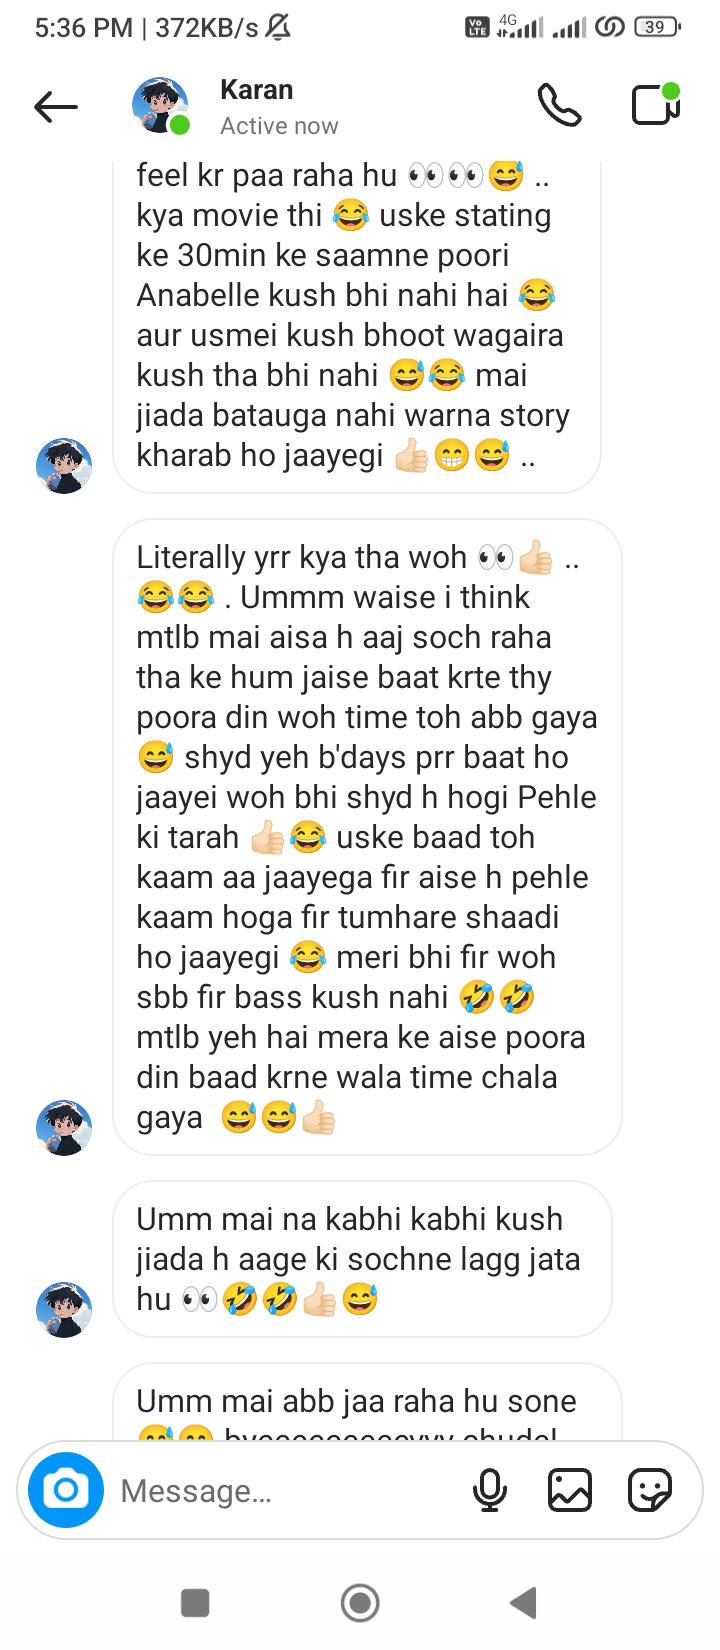 5:36 PM | 372KB/s
Vo LTE 4G 39
Karan
Active now
feel kr paa raha hu 👀👀😅 ..
kya movie thi 😂 uske stating
ke 30min ke saamne poori
Anabelle kush bhi nahi hai 😂
aur usmei kush bhoot wagaira
kush tha bhi nahi 😅😂 mai
jiada batauga nahi warna story
kharab ho jaayegi 👍🏻😁😅 ..
Literally yrr kya tha woh 👀👍🏻 ..
😂😂 . Ummm waise i think
mtlb mai aisa h aaj soch raha
tha ke hum jaise baat krte thy
poora din woh time toh abb gaya
😅 shyd yeh b'days prr baat ho
jaayei woh bhi shyd h hogi Pehle
ki tarah 👍🏻😂 uske baad toh
kaam aa jaayega fir aise h pehle
kaam hoga fir tumhare shaadi
ho jaayegi 😂 meri bhi fir woh
sbb fir bass kush nahi 🤣🤣
mtlb yeh hai mera ke aise poora
din baad krne wala time chala
gaya 😅😅👍🏻
Umm mai na kabhi kabhi kush
jiada h aage ki sochne lagg jata
hu 👀🤣🤣👍🏻😅
Umm mai abb jaa raha hu sone
Message...